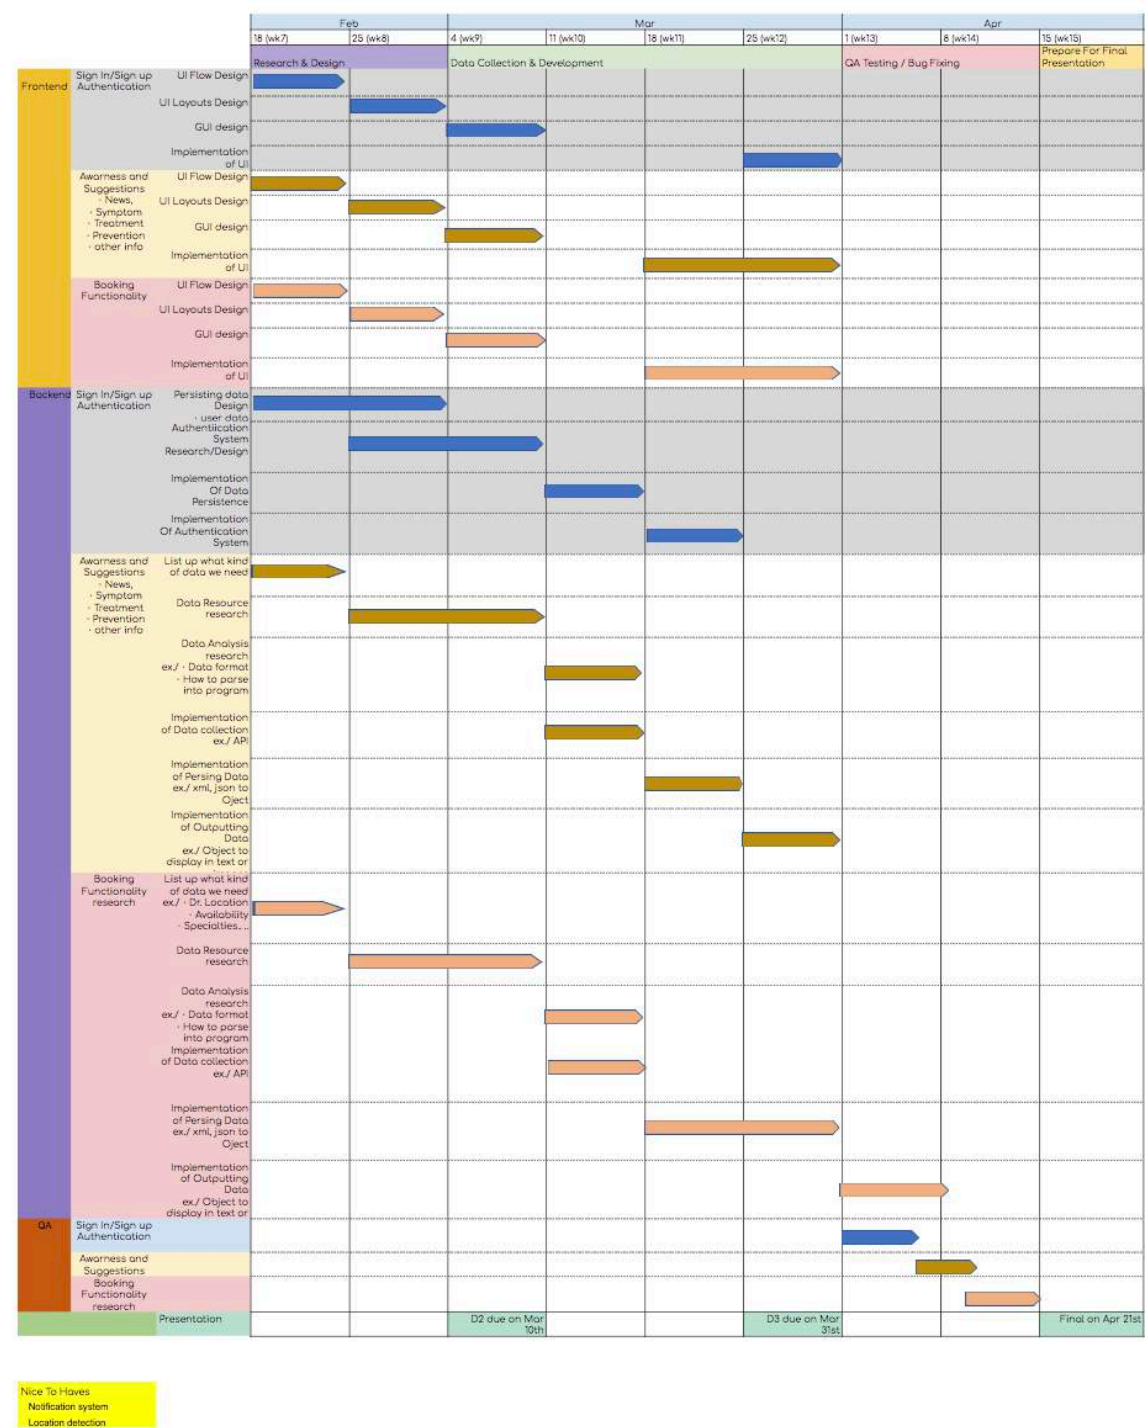 Feb
Mar
Apr
18 (wk7)
25 (wk8)
4 (wk9)
11 (wk10)
18 (wk11)
25 (wk12)
1 (wk13)
8 (wk14)
15 (wk15)
Research & Design
Data Collection & Development
QA Testing / Bug Fixing
Prepare For Final
Presentation
Frontend
Sign In/Sign up
Authentication
UI Flow Design
UI Layouts Design
GUI design
Implementation
of UI
Awarness and
Suggestions
- News,
- Symptom
- Treatment
- Prevention
- other info
UI Flow Design
UI Layouts Design
GUI design
Implementation
of UI
Booking
Functionality
UI Flow Design
UI Layouts Design
GUI design
Implementation
of UI
Backend
Sign In/Sign up
Authentication
Persisting data
Design
- user data
Authentiication
System
Research/Design
Implementation
Of Data
Persistence
Implementation
Of Authentication
System
Awarness and
Suggestions
- News,
- Symptom
- Treatment
- Prevention
- other info
List up what kind
of data we need
Data Resource
research
Data Analysis
research
ex./ - Data format
- How to parse
into program
Implementation
of Data collection
ex./ API
Implementation
of Persing Data
ex./ xml, json to
Oject
Implementation
of Outputting
Data
ex./ Object to
display in text or
Booking
Functionality
research
List up what kind
of data we need
ex./ - Dr. Location
- Availability
- Specialties. ..
Data Resource
research
Data Analysis
research
ex./ - Data format
- How to parse
into program
Implementation
of Data collection
ex./ API
Implementation
of Persing Data
ex./ xml, json to
Oject
Implementation
of Outputting
Data
ex./ Object to
display in text or
QA
Sign In/Sign up
Authentication
Awarness and
Suggestions
Booking
Functionality
research
Presentation
D2 due on Mar
10th
D3 due on Mar
31st
Final on Apr 21st
Nice To Haves
Notification system
Location detection